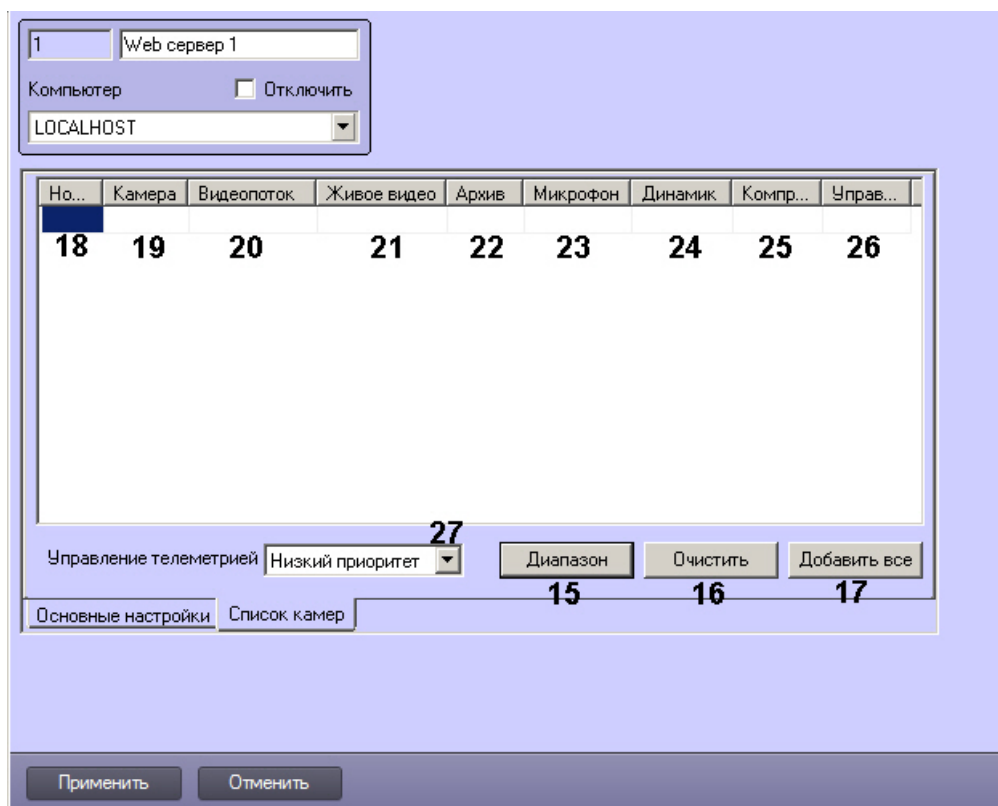 1 Web сервер 1
Компьютер Отключить
LOCALHOST
Но... Камера Видеопоток Живое видео Архив Микрофон Динамик Компр... Управ...
18 19 20 21 22 23 24 25 26
27
Управление телеметрией Низкий приоритет Диапазон Очистить Добавить все
15 16 17
Основные настройки Список камер
Применить Отменить